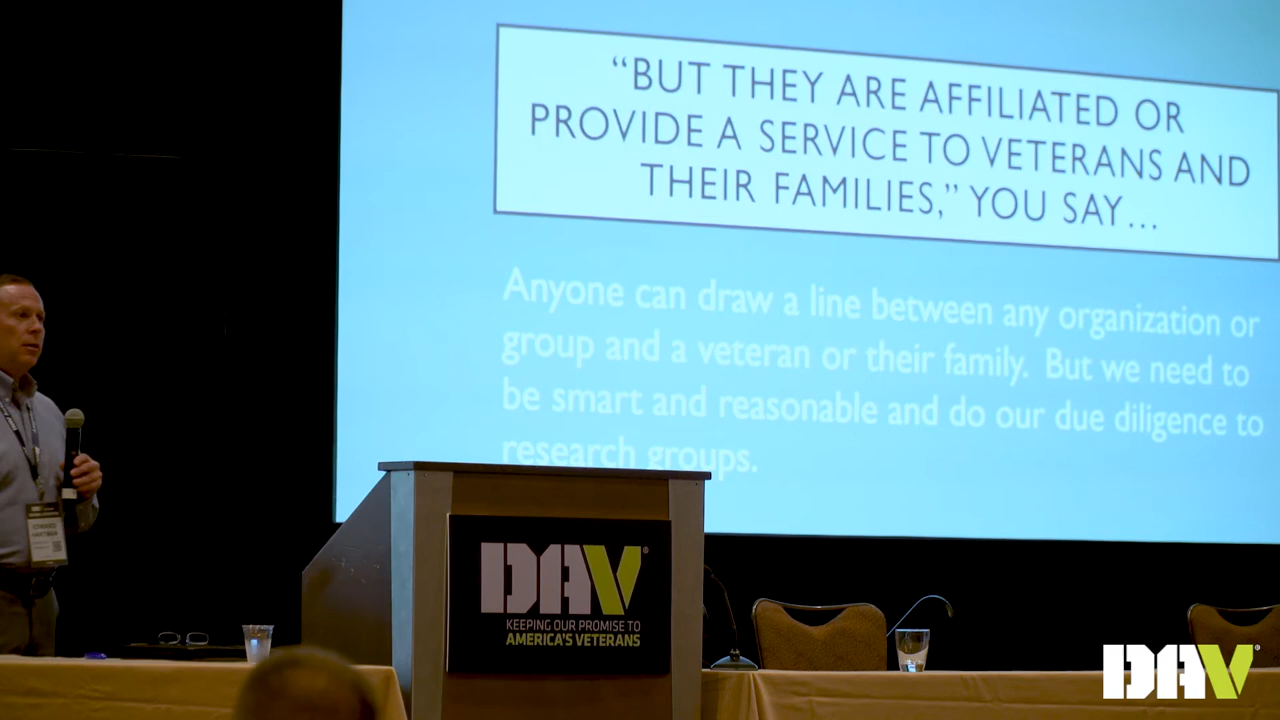 “BUT THEY ARE AFFILIATED OR
PROVIDE A SERVICE TO VETERANS AND
THEIR FAMILIES,” YOU SAY…
Anyone can draw a line between any organization or
group and a veteran or their family. But we need to
be smart and reasonable and do our due diligence to
research groups.
EDWARD
HARTMAN
DAV®
KEEPING OUR PROMISE TO
AMERICA'S VETERANS
DAV®